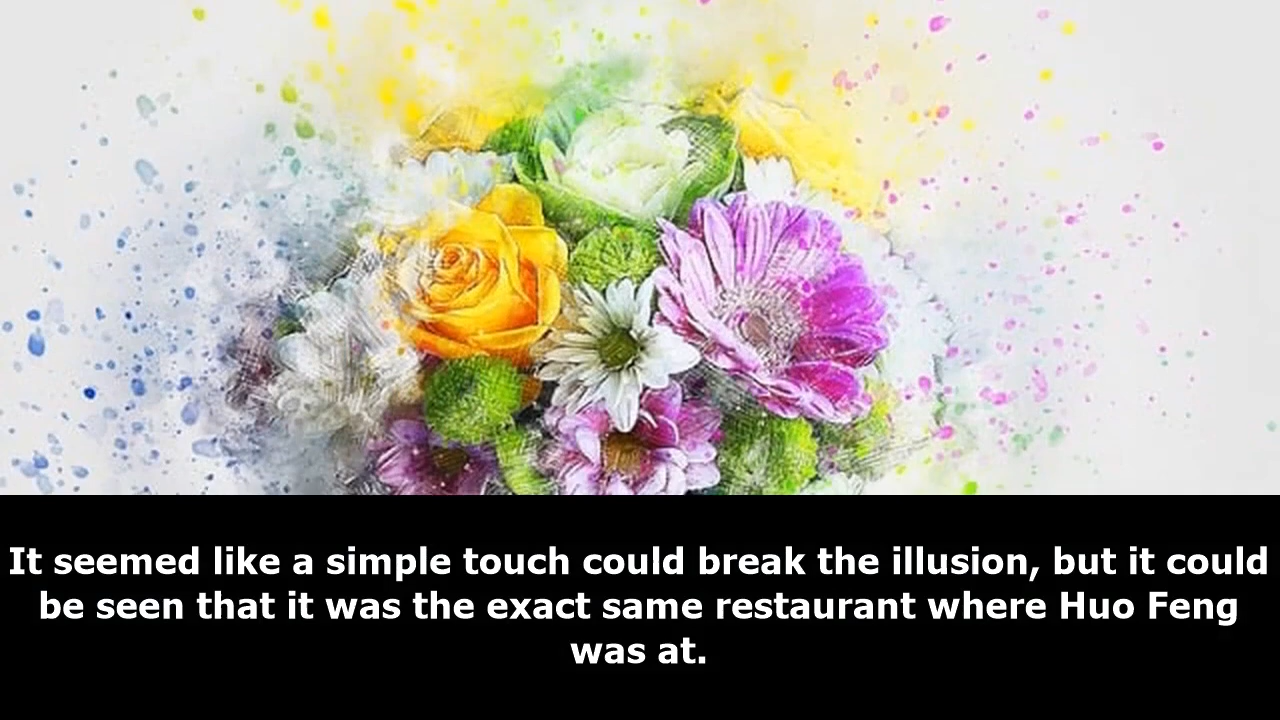 It seemed like a simple touch could break the illusion, but it could
be seen that it was the exact same restaurant where Huo Feng
was at.